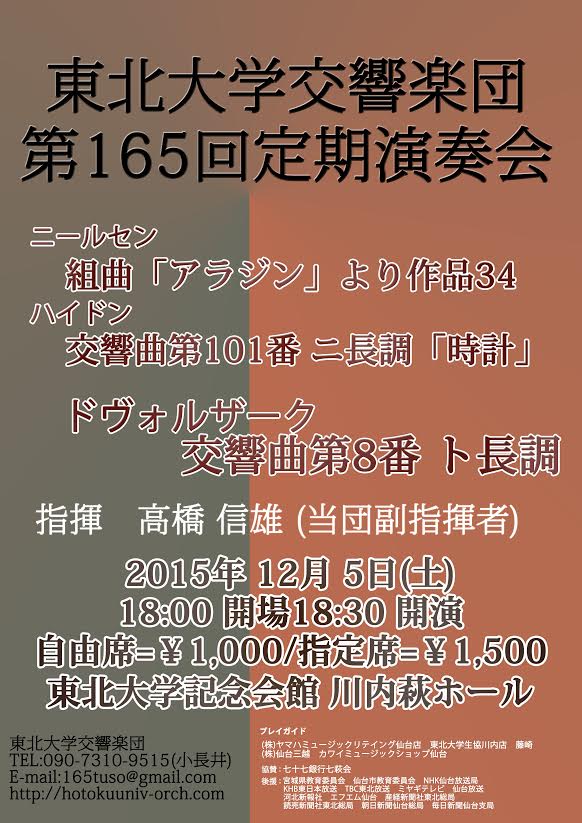 東北大学交響楽団
第165回定期演奏会
ニールセン
組曲「アラジン」より作品34
ハイドン
交響曲第101番 ニ長調「時計」
ドヴォルザーク
交響曲第8番 ト長調
指揮 高橋 信雄 (当団副指揮者)
2015年 12月 5日(土)
18:00 開場18:30 開演
自由席=￥1,000/指定席=￥1,500
東北大学記念会館 川内萩ホール
東北大学交響楽団
TEL:090-7310-9515(小長井)
E-mail:165tuso@gmail.com
http://hotokuuniv-orch.com
プレイガイド
(株)ヤマハミュージックリテイリング仙台店 東北大学生協川内店 藤崎
(株)仙台三越 カワイミュージックショップ仙台
協賛：七十七銀行七萩会
後援：宮城県教育委員会 仙台市教育委員会 NHK仙台放送局
KHB東日本放送 TBC東北放送 ミヤギテレビ 仙台放送
河北新報社 エフエム仙台 産経新聞社東北総局
読売新聞社東北総局 朝日新聞仙台総局 毎日新聞仙台支局